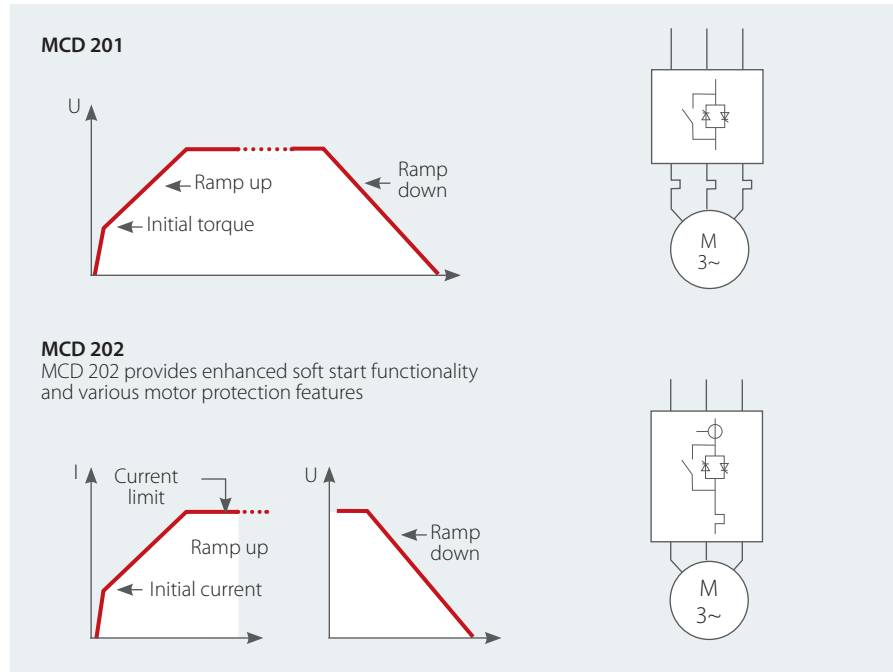 MCD 201
U
Ramp up
Initial torque
Ramp
down
M
3~
MCD 202
MCD 202 provides enhanced soft start functionality
and various motor protection features
I
Current
limit
Ramp up
Initial current
U
Ramp
down
M
3~